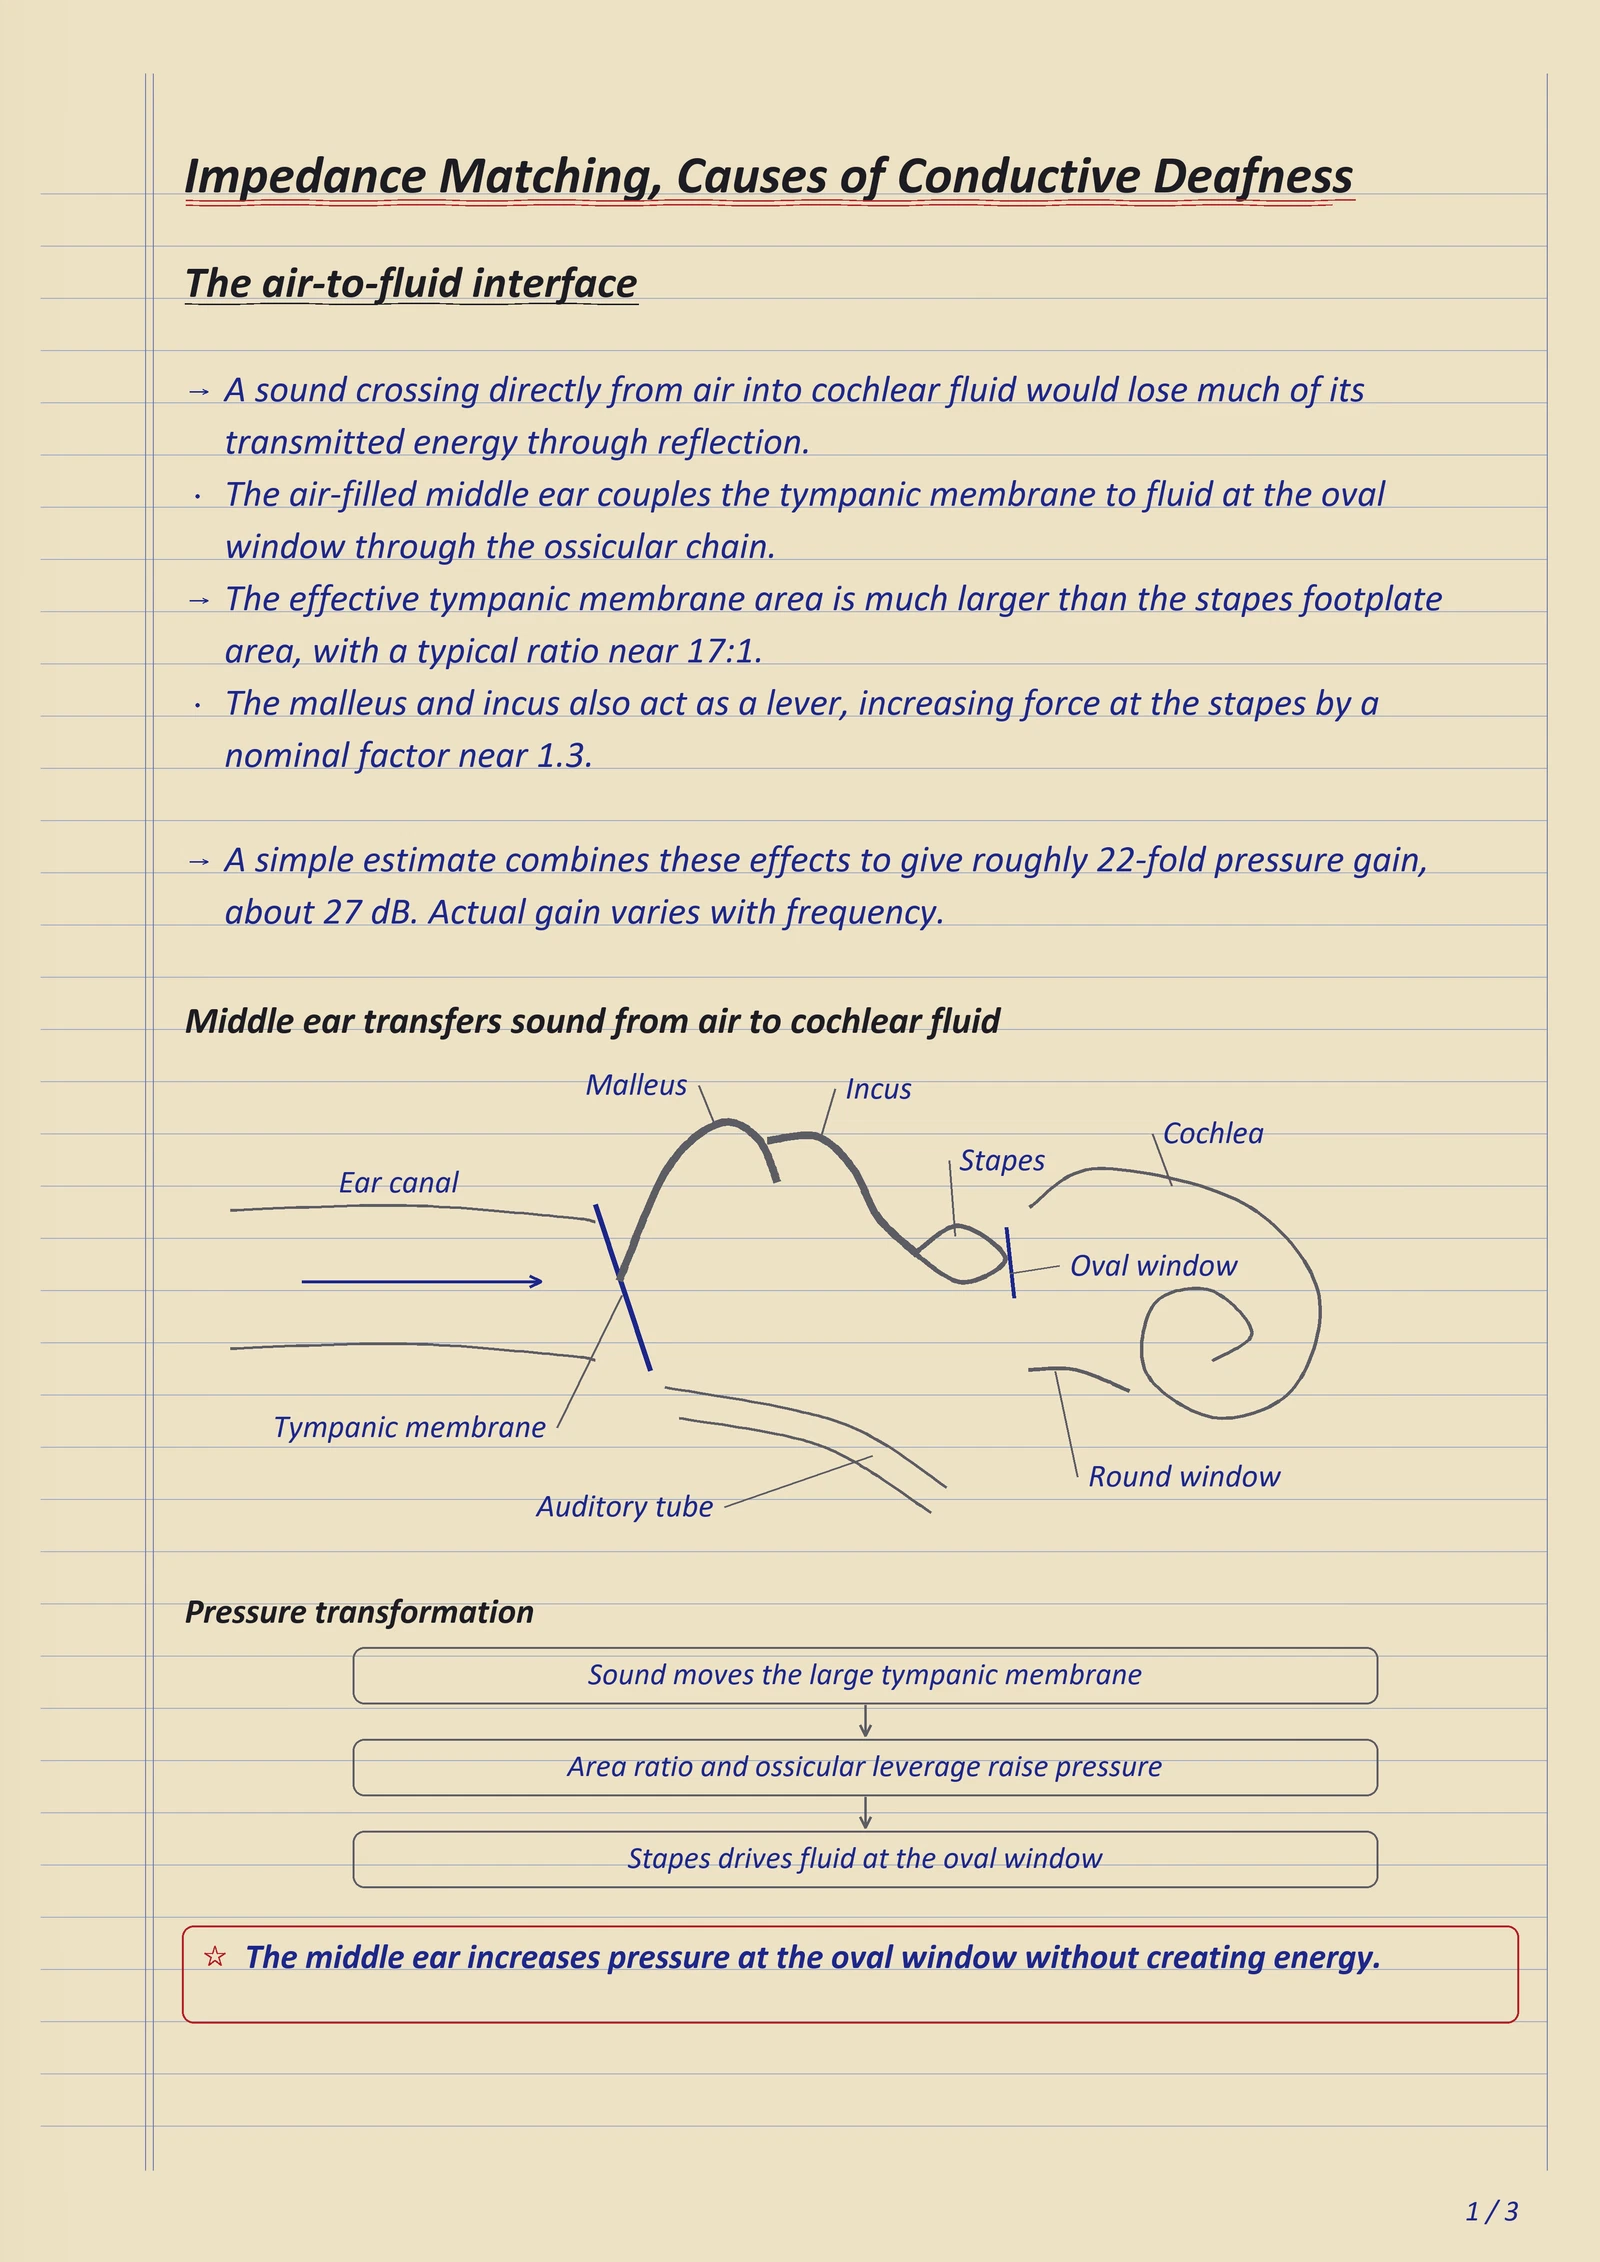 Impedance Matching, Causes of Conductive Deafness
The air-to-fluid interface
→ A sound crossing directly from air into cochlear fluid would lose much of its
transmitted energy through reflection.
· The air-filled middle ear couples the tympanic membrane to fluid at the oval
window through the ossicular chain.
→ The effective tympanic membrane area is much larger than the stapes footplate
area, with a typical ratio near 17:1.
· The malleus and incus also act as a lever, increasing force at the stapes by a
nominal factor near 1.3.
→ A simple estimate combines these effects to give roughly 22-fold pressure gain,
about 27 dB. Actual gain varies with frequency.
Middle ear transfers sound from air to cochlear fluid
Malleus
Incus
Cochlea
Stapes
Ear canal
Oval window
Tympanic membrane
Round window
Auditory tube
Pressure transformation
Sound moves the large tympanic membrane
Area ratio and ossicular leverage raise pressure
Stapes drives fluid at the oval window
☆ The middle ear increases pressure at the oval window without creating energy.
1 / 3